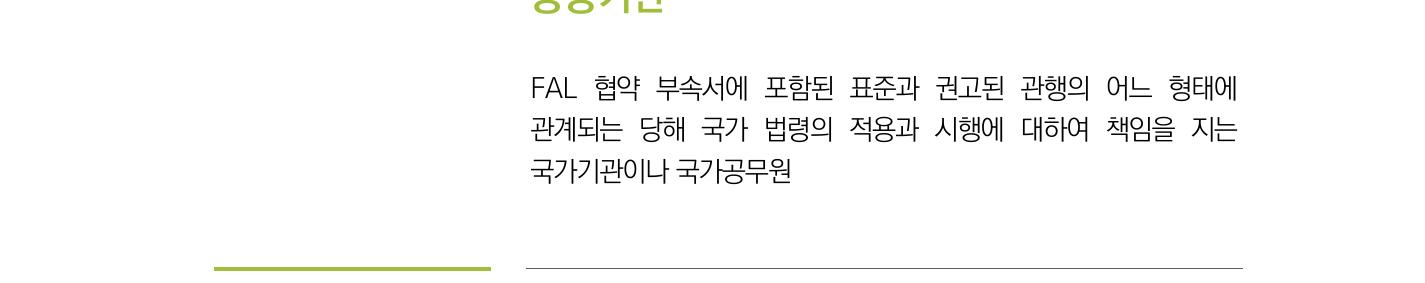 FAL 협약 부속서에 포함된 표준과 권고된 관행의 어느 형태에
관계되는 당해 국가 법령의 적용과 시행에 대하여 책임을 지는
국가기관이나 국가공무원